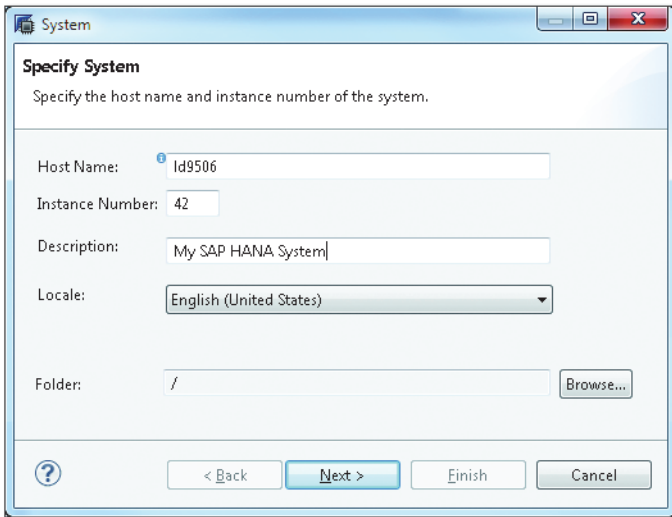 System
Specify System
Specify the host name and instance number of the system.
Host Name: ld9506
Instance Number: 42
Description: My SAP HANA System
Locale: English (United States)
Folder: / Browse...
? < Back Next > Finish Cancel